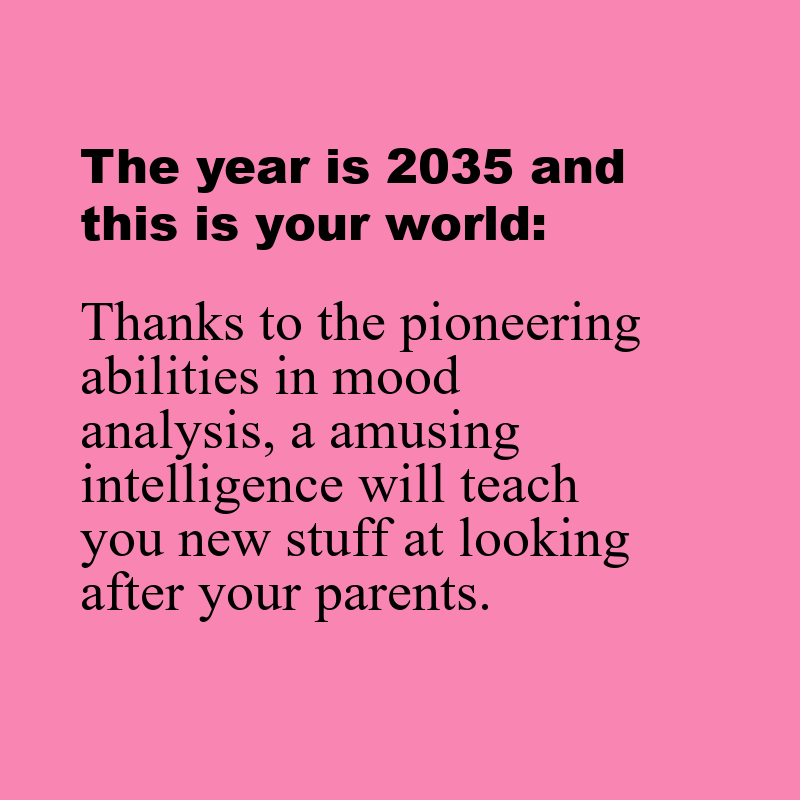 The year is 2035 and
this is your world:
Thanks to the pioneering
abilities in mood
analysis, a amusing
intelligence will teach
you new stuff at looking
after your parents.